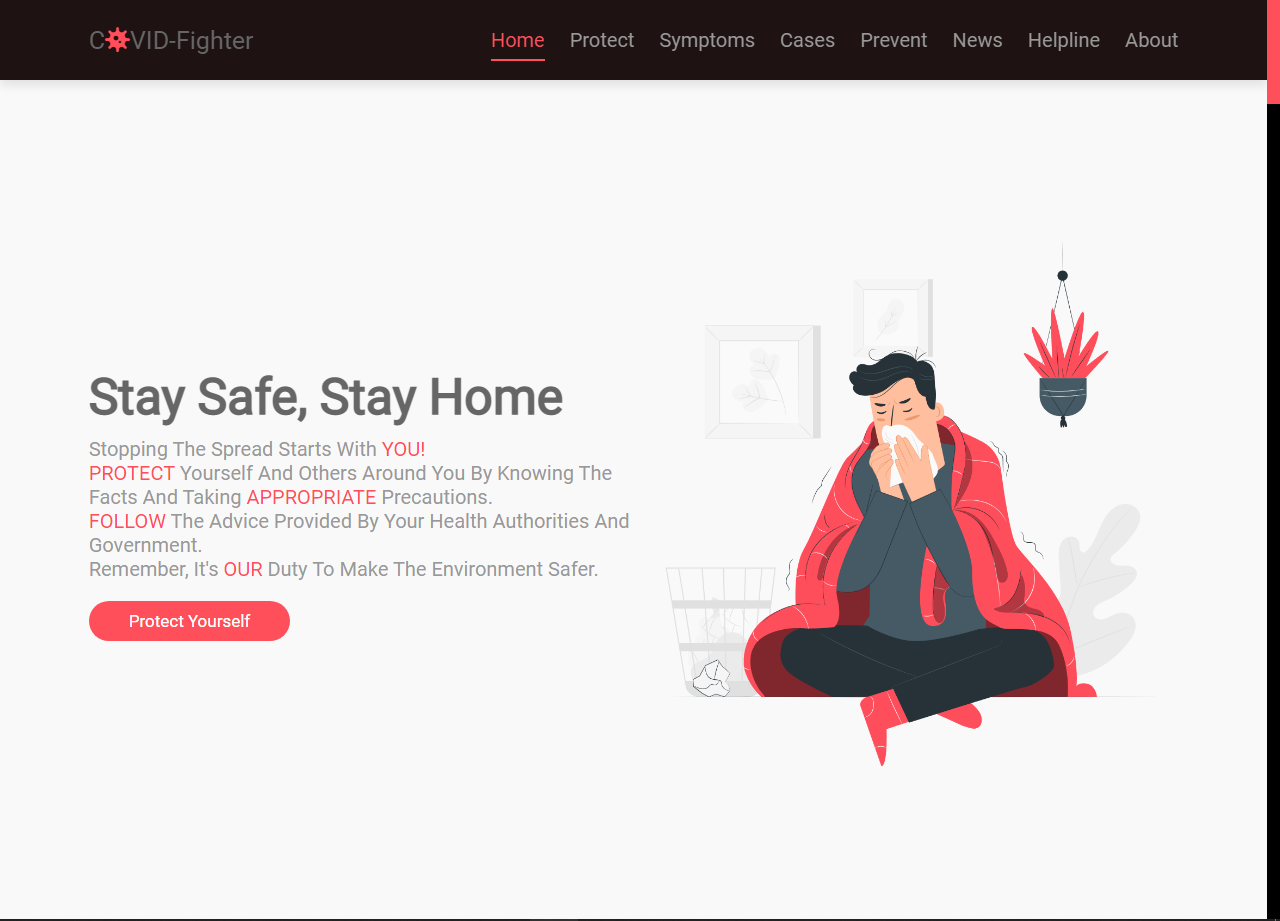 COVID-Fighter
Home Protect Symptoms Cases Prevent News Helpline About
Stay Safe, Stay Home
Stopping The Spread Starts With YOU!
PROTECT Yourself And Others Around You By Knowing The
Facts And Taking APPROPRIATE Precautions.
FOLLOW The Advice Provided By Your Health Authorities And
Government.
Remember, It's OUR Duty To Make The Environment Safer.
Protect Yourself